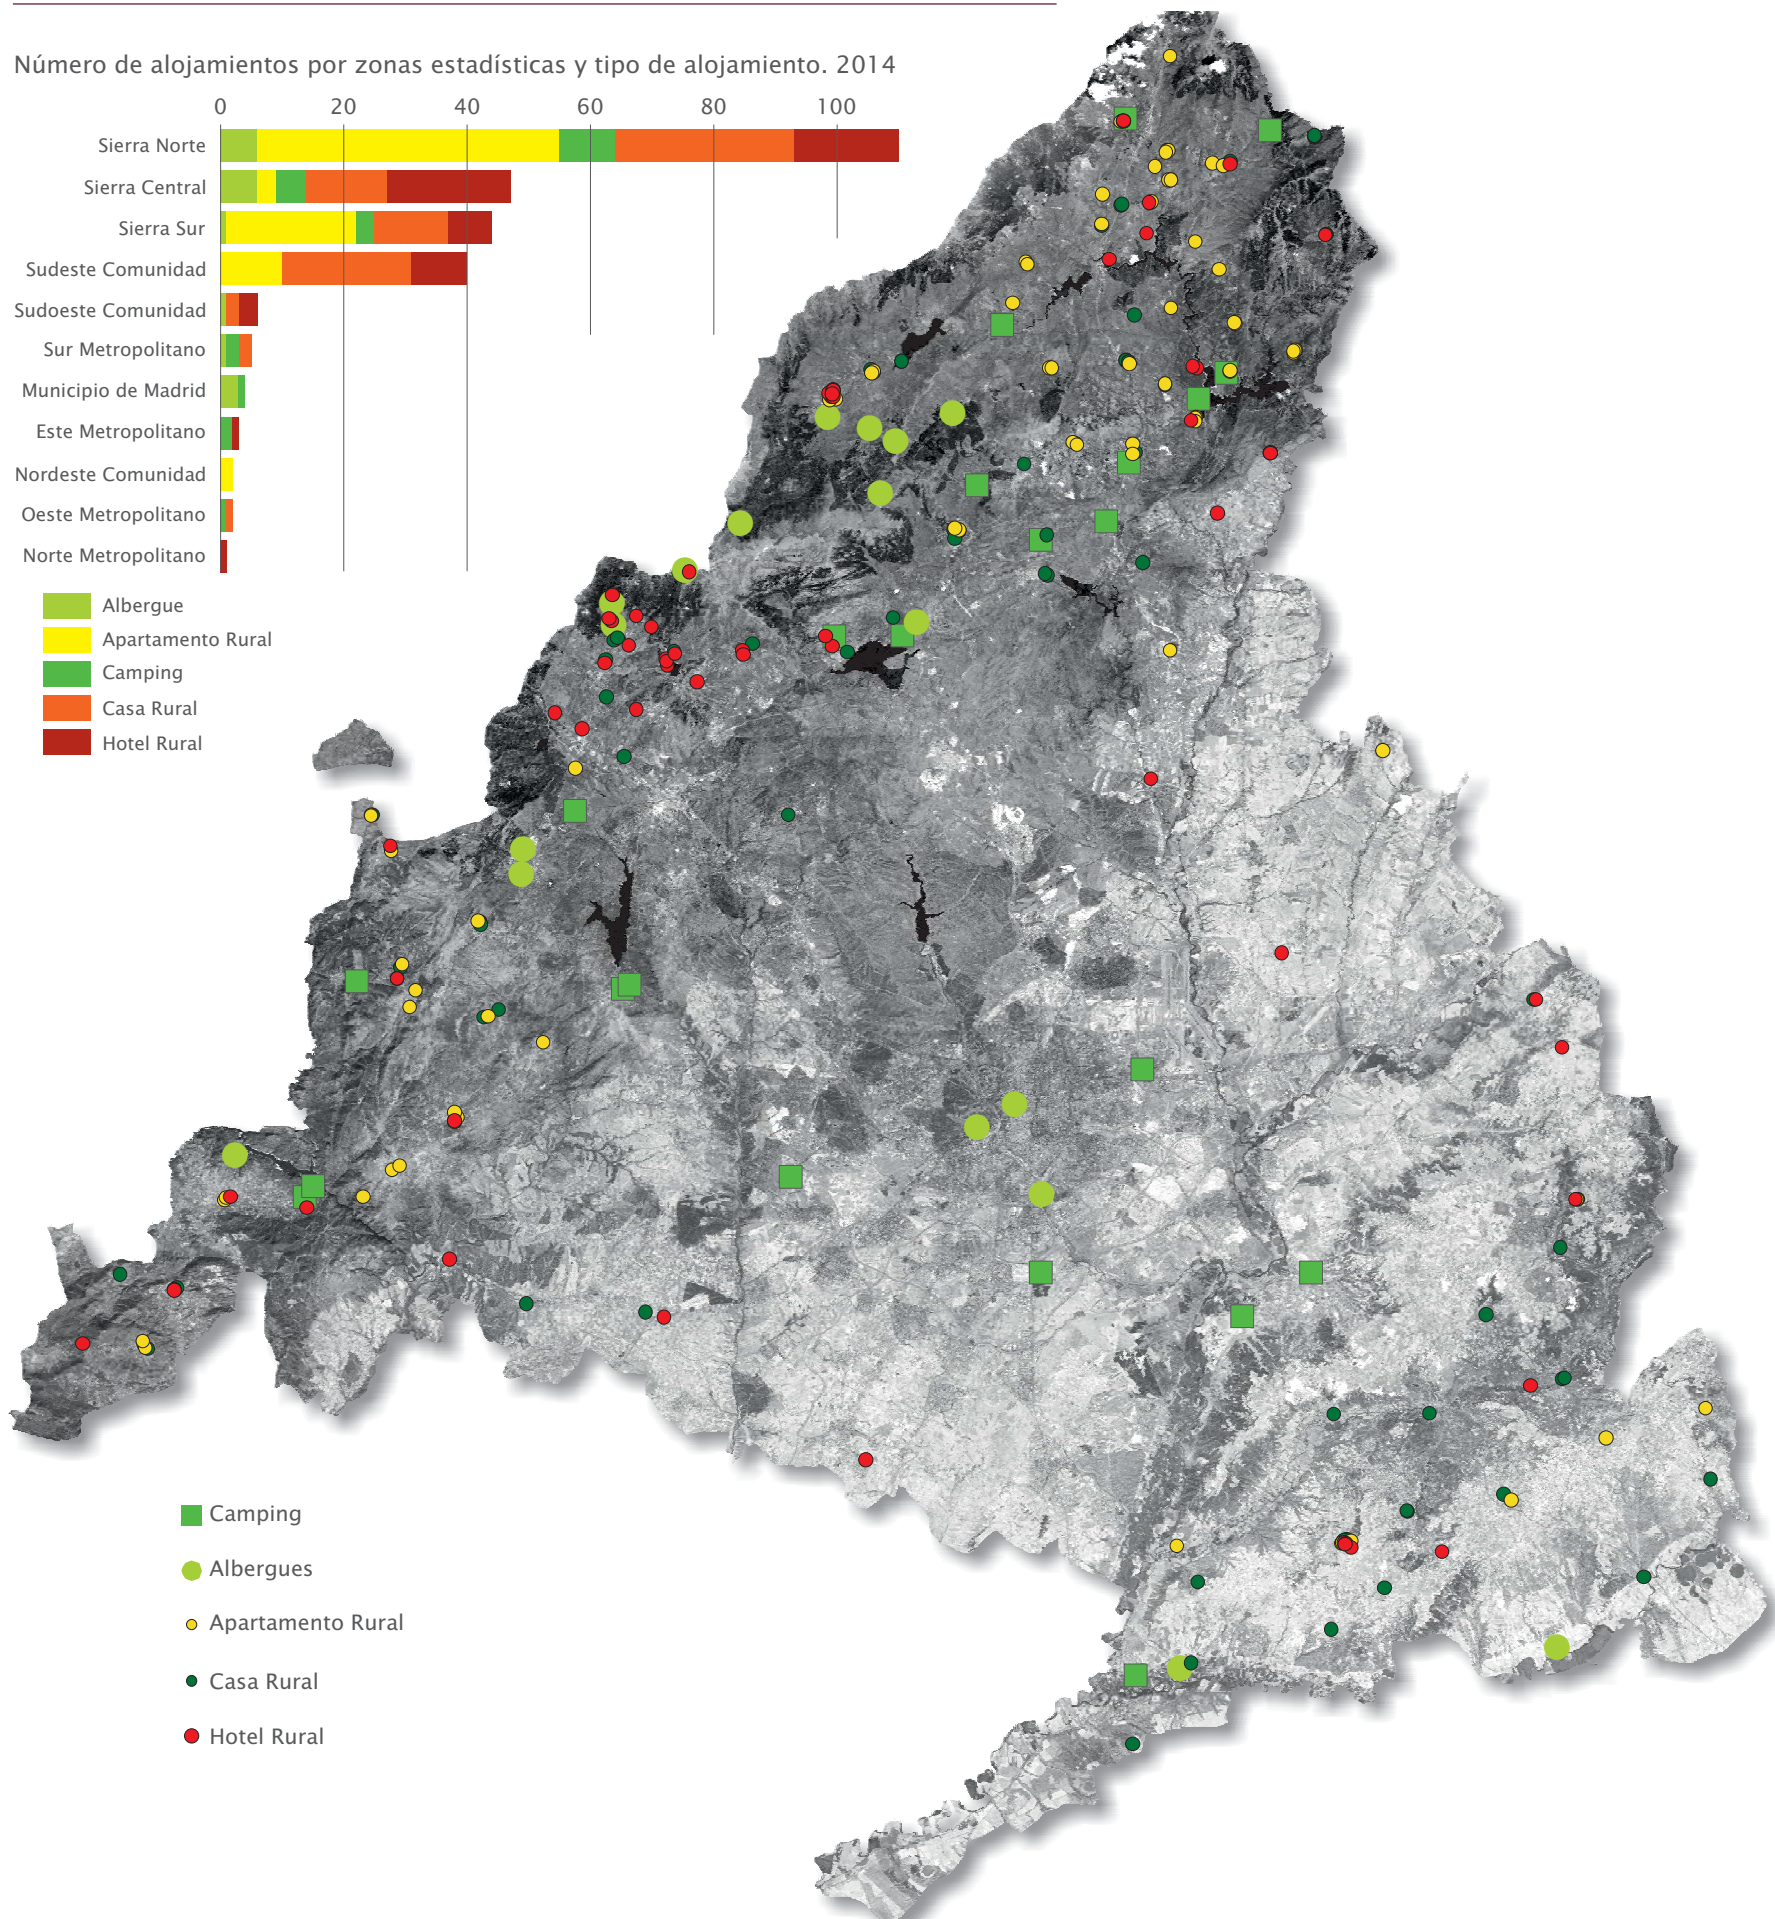 Número de alojamientos por zonas estadísticas y tipo de alojamiento. 2014
0 20 40 60 80 100
Sierra Norte
Sierra Central
Sierra Sur
Sudeste Comunidad
Sudoeste Comunidad
Sur Metropolitano
Municipio de Madrid
Este Metropolitano
Nordeste Comunidad
Oeste Metropolitano
Norte Metropolitano
Albergue
Apartamento Rural
Camping
Casa Rural
Hotel Rural
Camping
Albergues
Apartamento Rural
Casa Rural
Hotel Rural